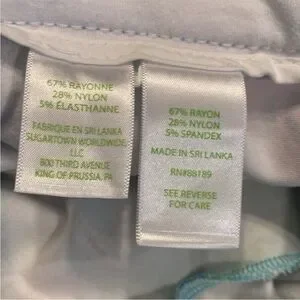 67% RAYONNE
28% NYLON
5% ÉLASTHANNE
FABRIQUE EN SRI LANKA
SUGARTOWN WORLDWIDE
LLC
800 THIRD AVENUE
KING OF PRUSSIA, PA
67% RAYON
28% NYLON
5% SPANDEX
MADE IN SRI LANKA
RN#88189
SEE REVERSE
FOR CARE